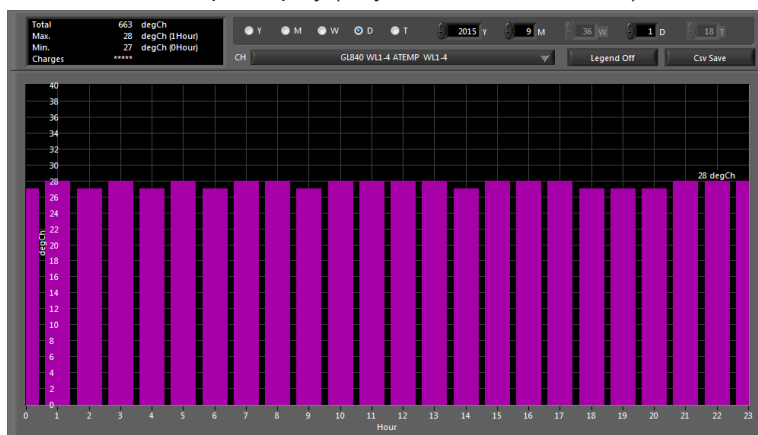 Total 663 degCh
Max. 28 degCh (1Hour)
Min. 27 degCh (0Hour)
Charges *****
Y M W D T 2015 Y 9 M 36 W 1 D 18 T
CH GL840 WL1-4 ATEMP WL1-4 Legend Off Csv Save
40
38
36
34
32
30
28
26
24
22
20
18
16
14
12
10
8
6
4
2
0
degCh
28 degCh
0 1 2 3 4 5 6 7 8 9 10 11 12 13 14 15 16 17 18 19 20 21 22 23
Hour